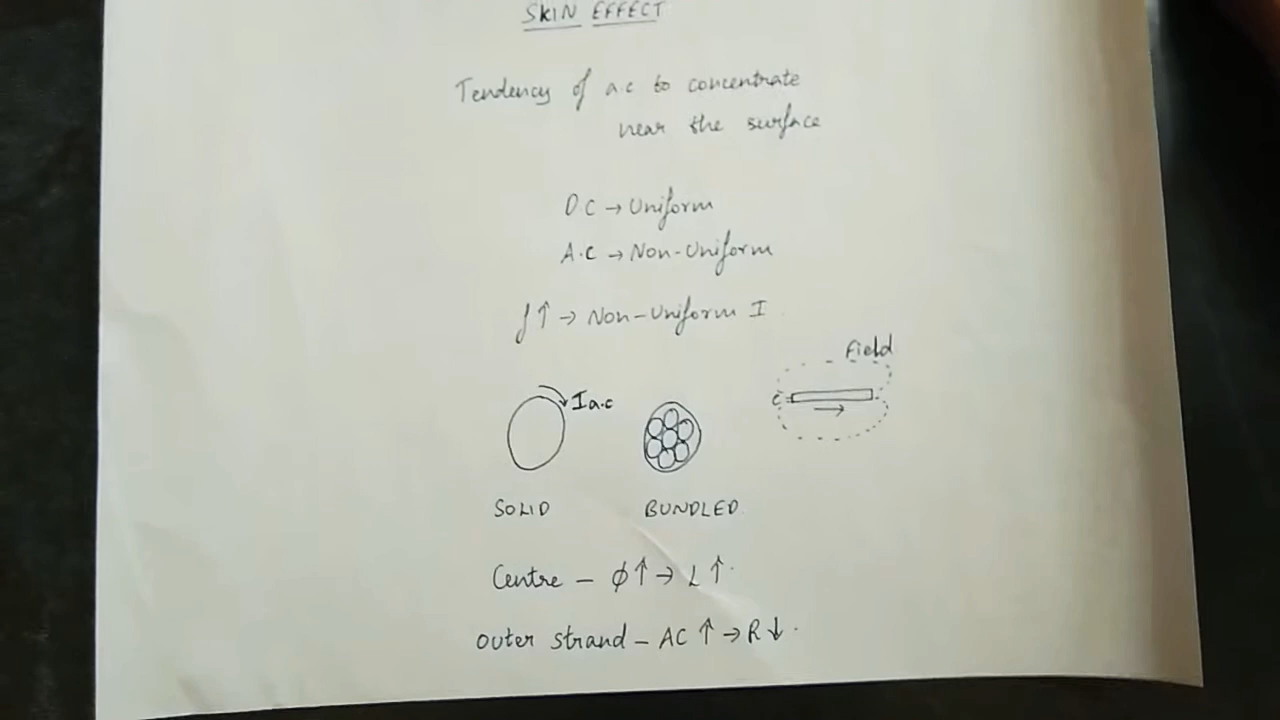 SKIN EFFECT
Tendency of a c to concentrate
near the surface
DC → Uniform
A.C → Non-Uniform
f ↑ → Non-Uniform I
Field
I a.c
C
SOLID
BUNDLED.
Centre - ϕ↑ → L ↑.
outer strand - AC ↑ → R ↓.